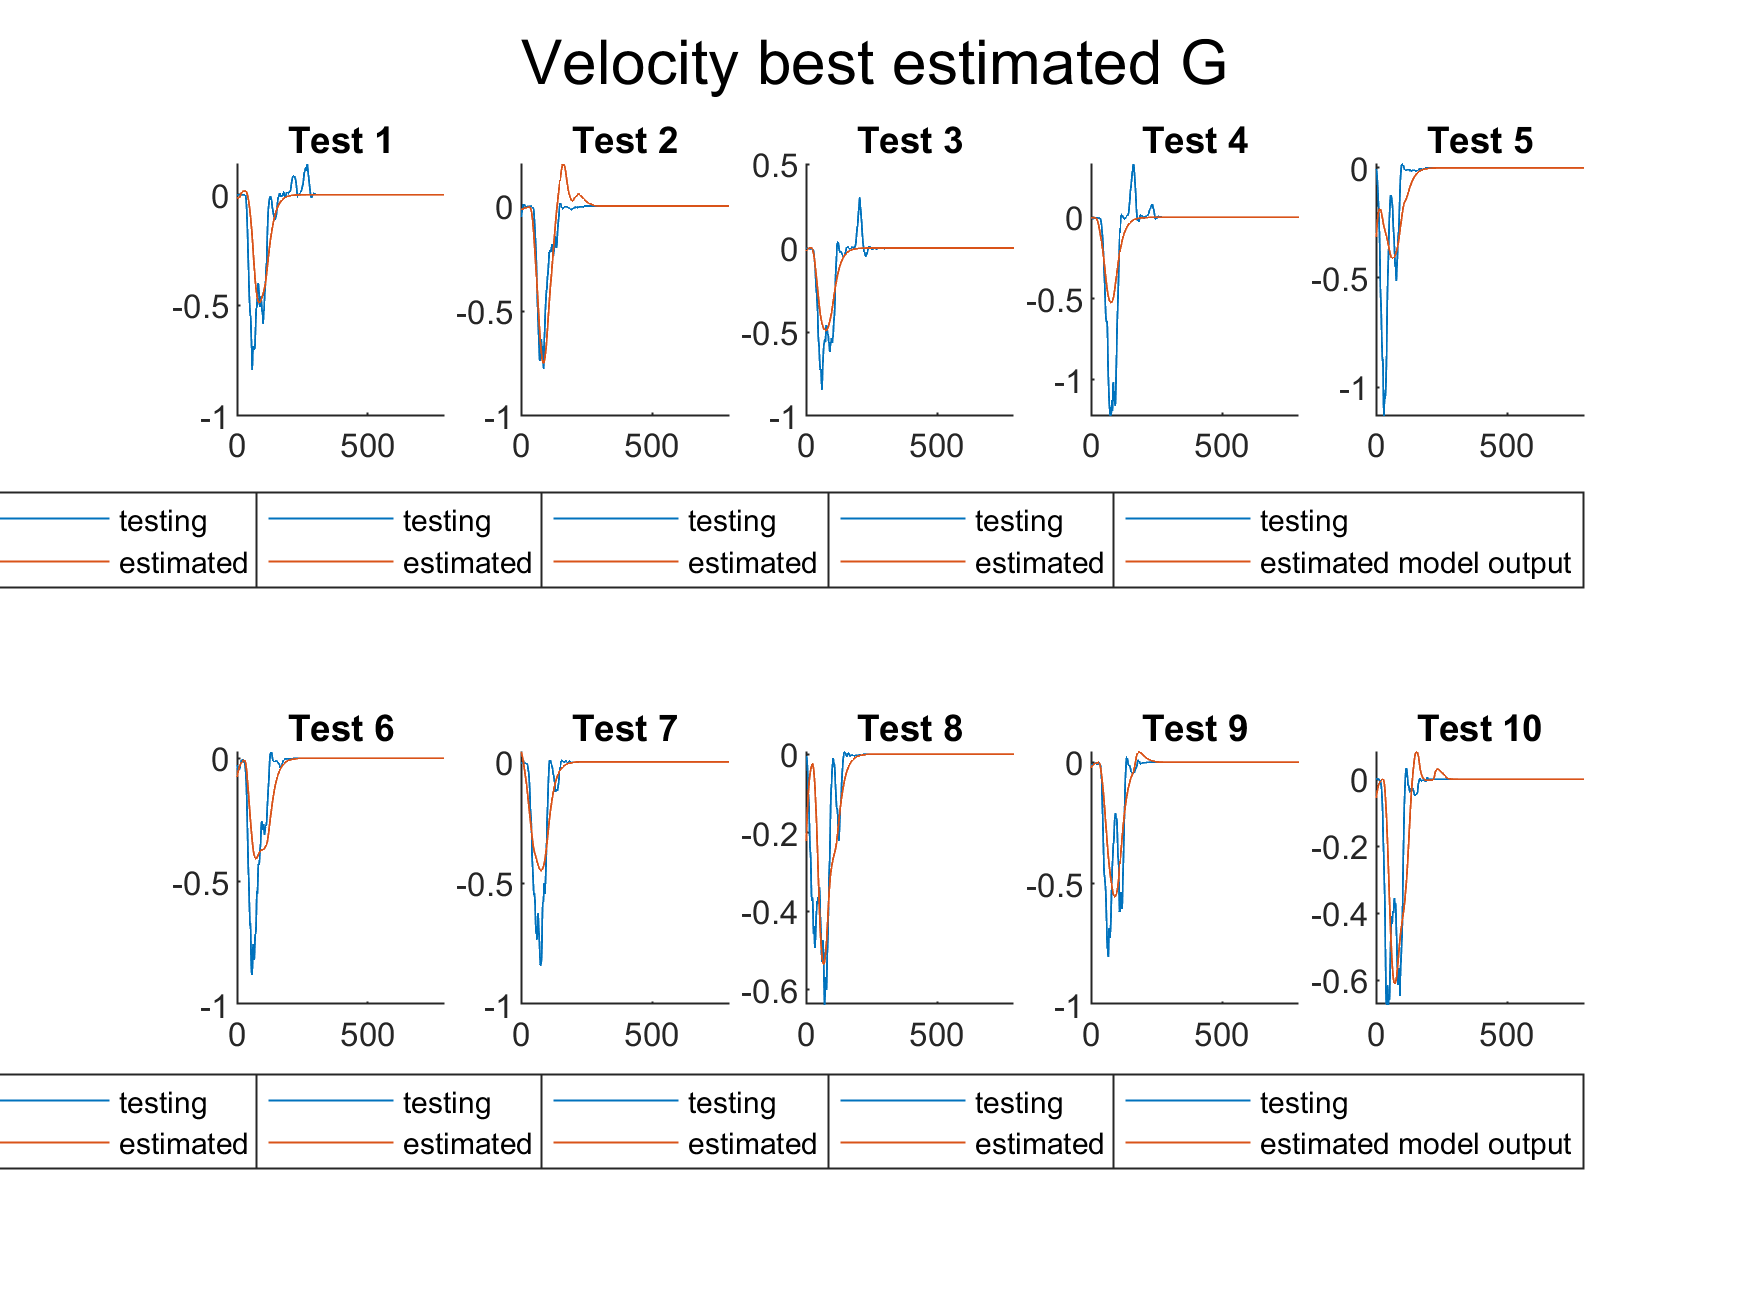 Velocity best estimated G
Test 1 Test 2 Test 3 Test 4 Test 5
0 -0.5 -1 0 500
0 -0.5 -1 0 500
0.5 0 -0.5 -1 0 500
0 -0.5 -1 0 500
0 -0.5 -1 0 500
testing testing testing testing testing
estimated estimated estimated estimated estimated model output
Test 6 Test 7 Test 8 Test 9 Test 10
0 -0.5 -1 0 500
0 -0.5 -1 0 500
0 -0.2 -0.4 -0.6 0 500
0 -0.5 -1 0 500
0 -0.2 -0.4 -0.6 0 500
testing testing testing testing testing
estimated estimated estimated estimated estimated model output